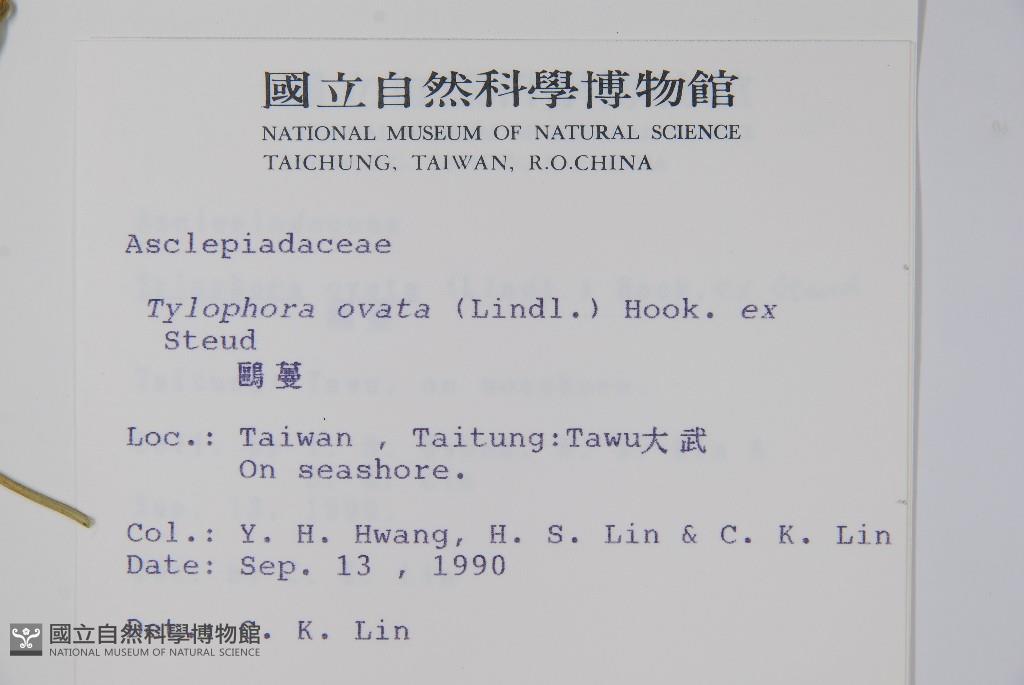 國立自然科學博物館
NATIONAL MUSEUM OF NATURAL SCIENCE
TAICHUNG, TAIWAN, R.O.CHINA
Asclepiadaceae
Tylophora ovata (Lindl.) Hook. ex
Steud
鷗蔓
Loc.: Taiwan , Taitung:Tawu大武
On seashore.
Col.: Y. H. Hwang, H. S. Lin & C. K. Lin
Date: Sep. 13 , 1990
Det.: C. K. Lin
國立自然科學博物館
NATIONAL MUSEUM OF NATURAL SCIENCE